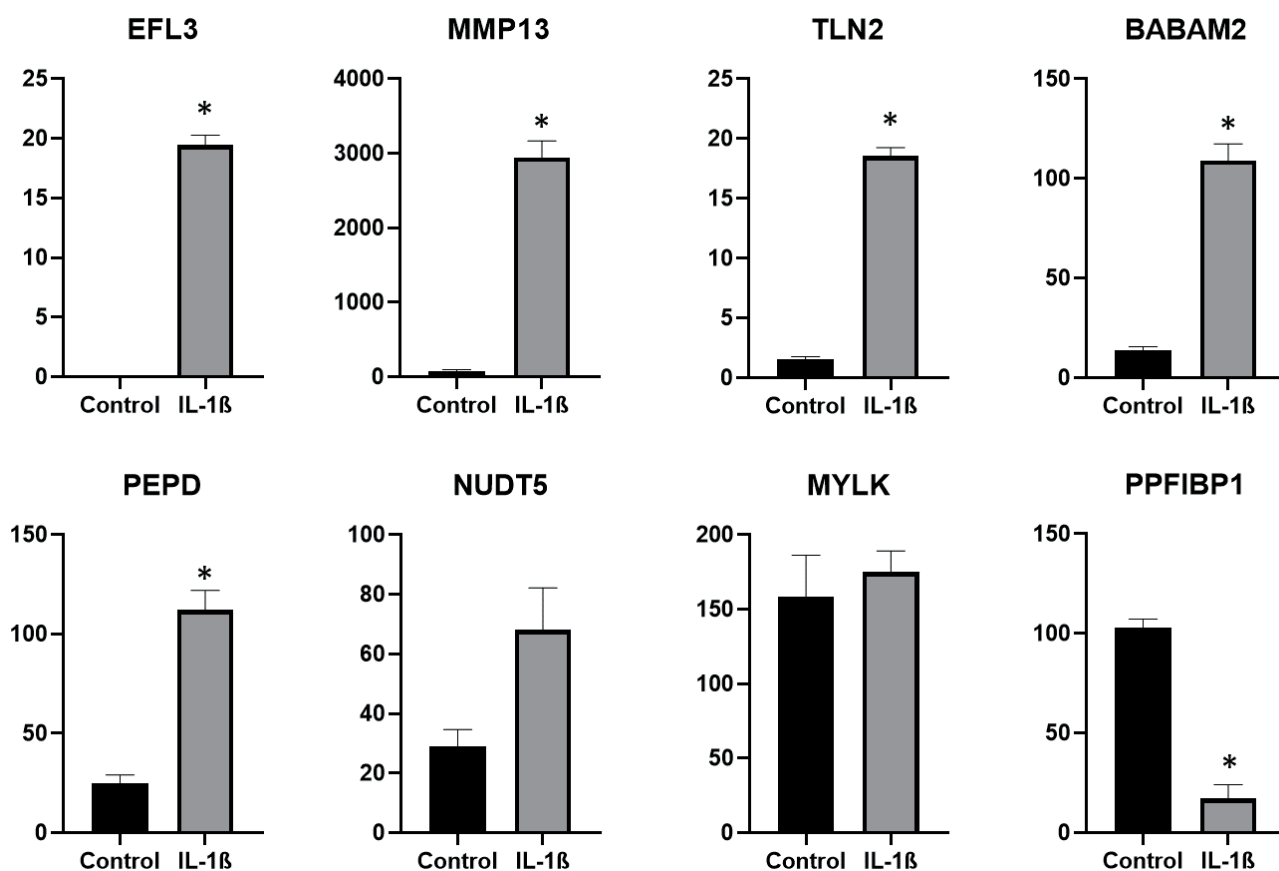 EFL3 MMP13 TLN2 BABAM2
25 4000 25 150
*
20 * * *
3000 20
15 15 100
2000
10 10
50
1000
5 5
0 0 0 0
Control IL-1ß Control IL-1ß Control IL-1ß Control IL-1ß
PEPD NUDT5 MYLK PPFIBP1
150 100 200 150
*
80
100 150 100
60
100
40
50 50
20 50 *
0 0 0 0
Control IL-1ß Control IL-1ß Control IL-1ß Control IL-1ß